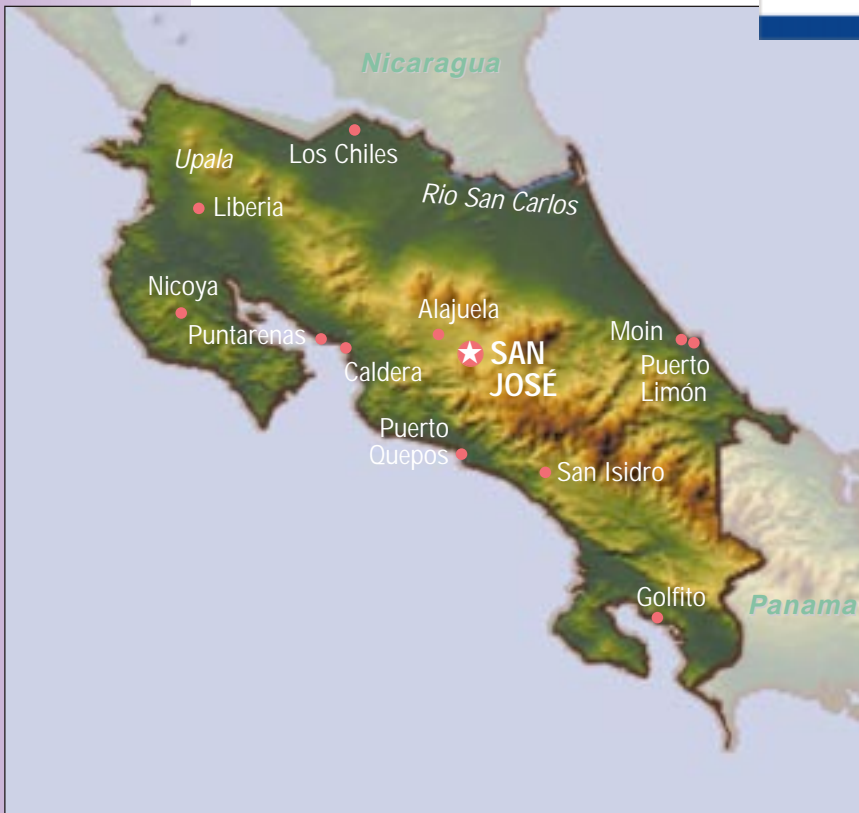 Nicaragua
Upala
Los Chiles
Rio San Carlos
Liberia
Nicoya
Alajuela
Puntarenas
Moin
SAN
JOSÉ
Caldera
Puerto
Limón
Puerto
Quepos
San Isidro
Golfito
Panama